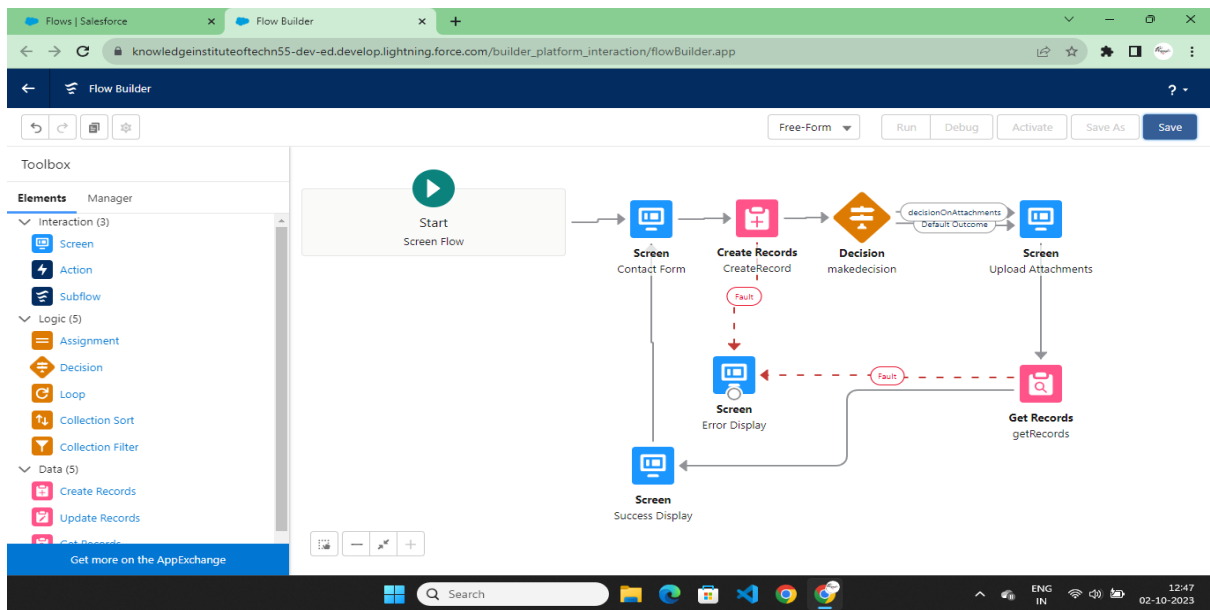 Flows | Salesforce
Flow Builder
knowledgeinstituteoftechn55-dev-ed.develop.lightning.force.com/builder_platform_interaction/flowBuilder.app
Flow Builder
?
Free-Form
Run
Debug
Activate
Save As
Save
Toolbox
Elements
Manager
Interaction (3)
Screen
Action
Subflow
Logic (5)
Assignment
Decision
Loop
Collection Sort
Collection Filter
Data (5)
Create Records
Update Records
Get Records
Get more on the AppExchange
Start
Screen Flow
Screen
Contact Form
Create Records
CreateRecord
Decision
makedecision
decisionOnAttachments
Default Outcome
Screen
Upload Attachments
Fault
Fault
Screen
Error Display
Get Records
getRecords
Screen
Success Display
Search
ENG
IN
12:47
02-10-2023